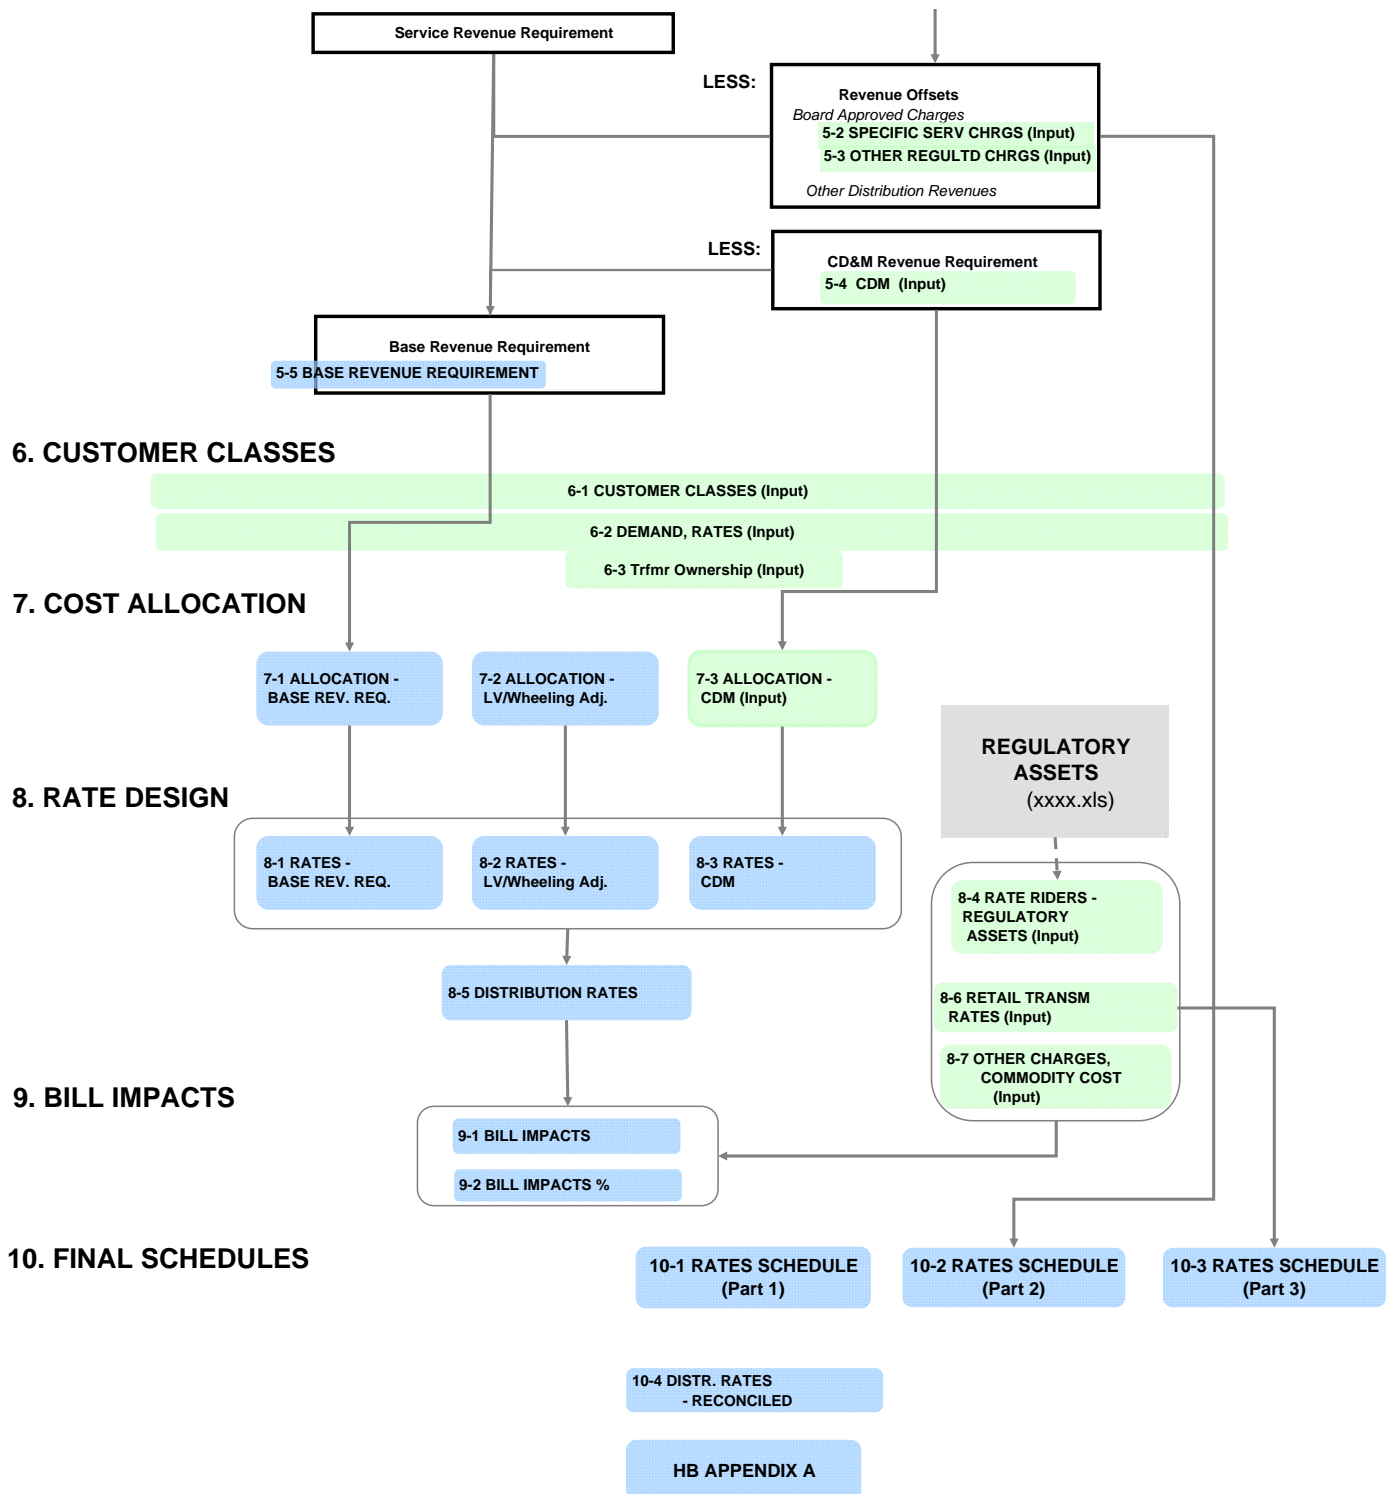 Service Revenue Requirement
LESS:
Revenue Offsets
Board Approved Charges
5-2 SPECIFIC SERV CHRGS (Input)
5-3 OTHER REGULTD CHRGS (Input)
Other Distribution Revenues
LESS:
CD&M Revenue Requirement
5-4 CDM (Input)
Base Revenue Requirement
5-5 BASE REVENUE REQUIREMENT
6. CUSTOMER CLASSES
6-1 CUSTOMER CLASSES (Input)
6-2 DEMAND, RATES (Input)
6-3 Trfmr Ownership (Input)
7. COST ALLOCATION
7-1 ALLOCATION -
BASE REV. REQ.
7-2 ALLOCATION -
LV/Wheeling Adj.
7-3 ALLOCATION -
CDM (Input)
REGULATORY
ASSETS
(xxxx.xls)
8. RATE DESIGN
8-1 RATES -
BASE REV. REQ.
8-2 RATES -
LV/Wheeling Adj.
8-3 RATES -
CDM
8-4 RATE RIDERS -
REGULATORY
ASSETS (Input)
8-5 DISTRIBUTION RATES
8-6 RETAIL TRANSM
RATES (Input)
8-7 OTHER CHARGES,
COMMODITY COST
(Input)
9. BILL IMPACTS
9-1 BILL IMPACTS
9-2 BILL IMPACTS %
10. FINAL SCHEDULES
10-1 RATES SCHEDULE
(Part 1)
10-2 RATES SCHEDULE
(Part 2)
10-3 RATES SCHEDULE
(Part 3)
10-4 DISTR. RATES
- RECONCILED
HB APPENDIX A